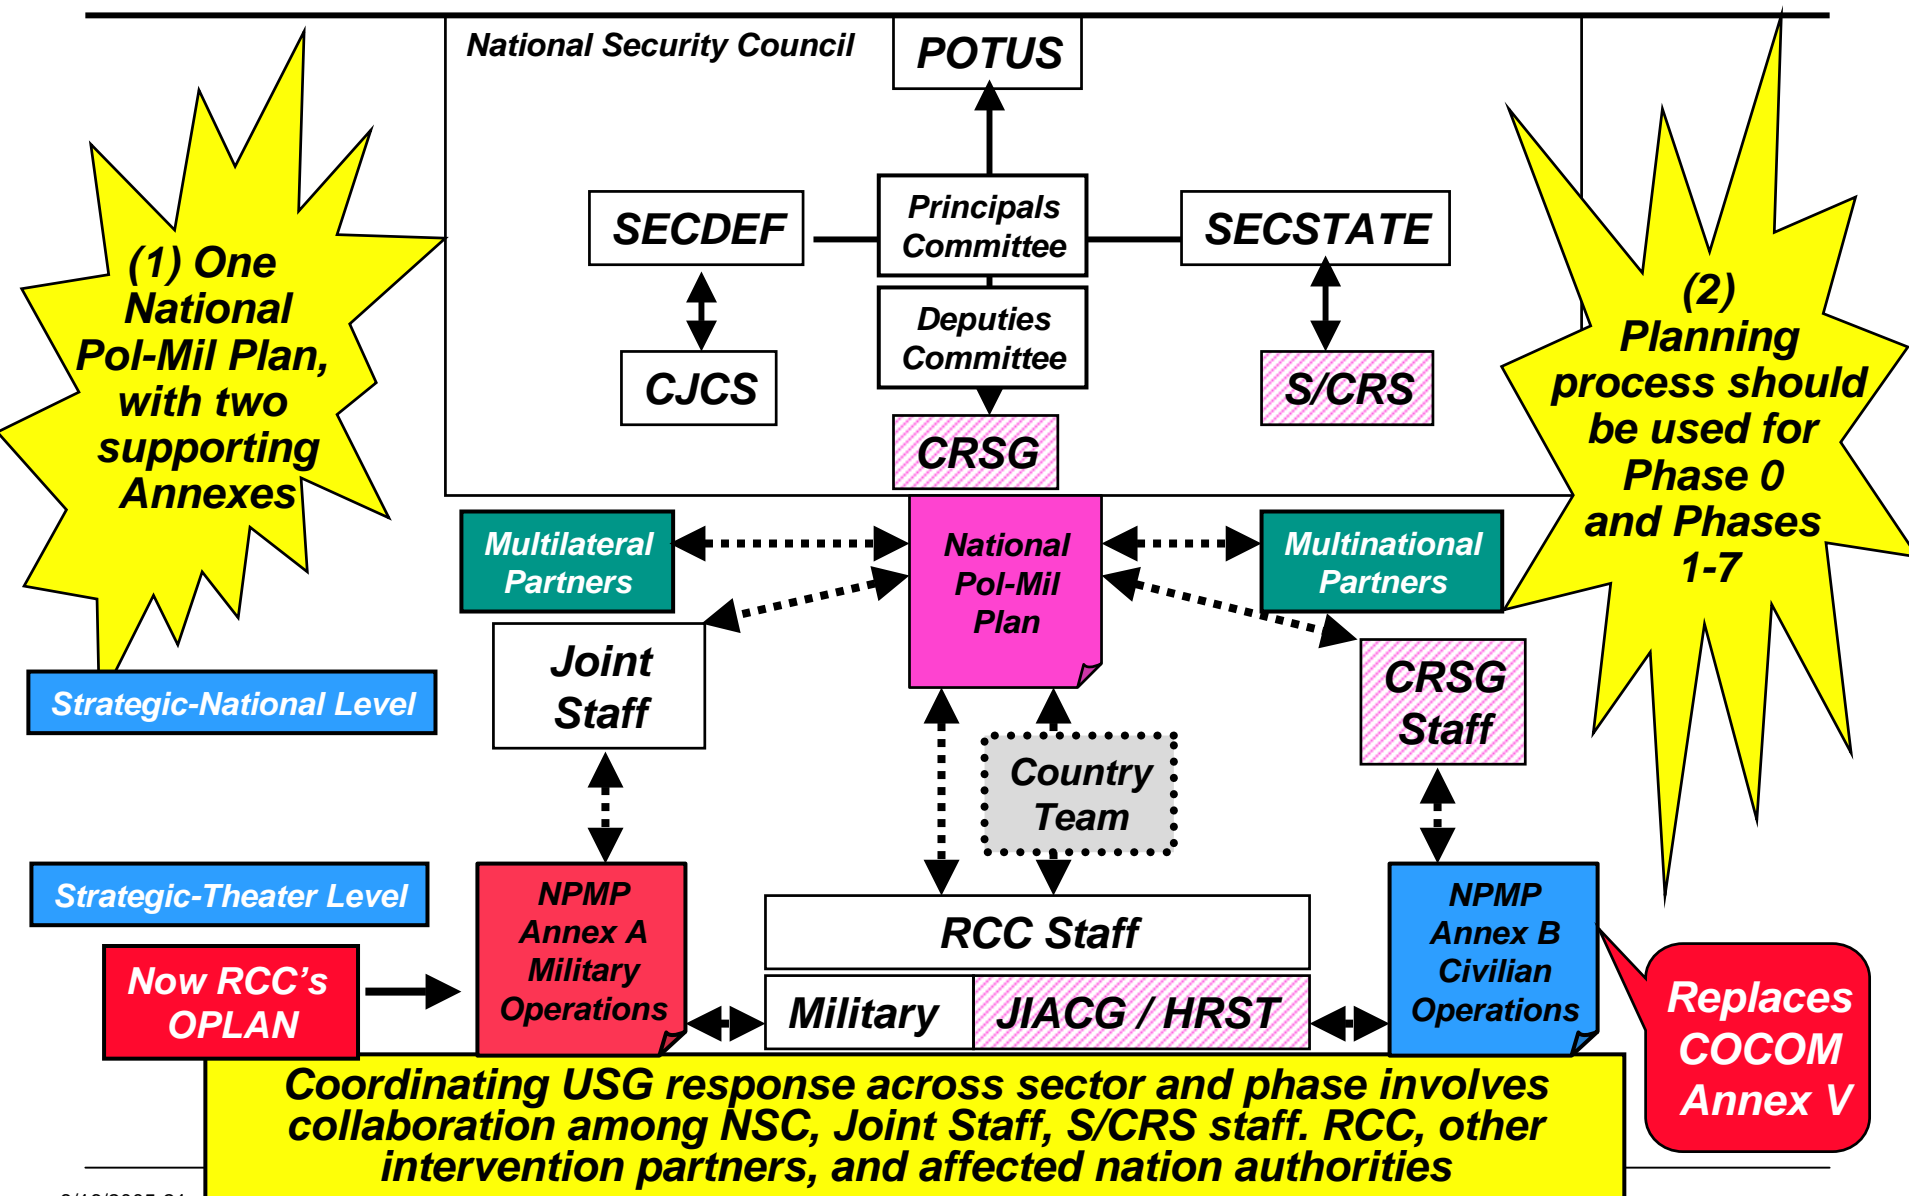 National Security Council
POTUS
(1) One
National
Pol-Mil Plan,
with two
supporting
Annexes
SECDEF
Principals
Committee
SECSTATE
Deputies
Committee
CJCS
S/CRS
CRSG
(2)
Planning
process should
be used for
Phase 0
and Phases
1-7
Multilateral
Partners
National
Pol-Mil
Plan
Multinational
Partners
Joint
Staff
CRSG
Staff
Strategic-National Level
Country
Team
Strategic-Theater Level
NPMP
Annex A
Military
Operations
RCC Staff
NPMP
Annex B
Civilian
Operations
Now RCC's
OPLAN
Military
JIACG / HRST
Replaces
COCOM
Annex V
Coordinating USG response across sector and phase involves
collaboration among NSC, Joint Staff, S/CRS staff. RCC, other
intervention partners, and affected nation authorities